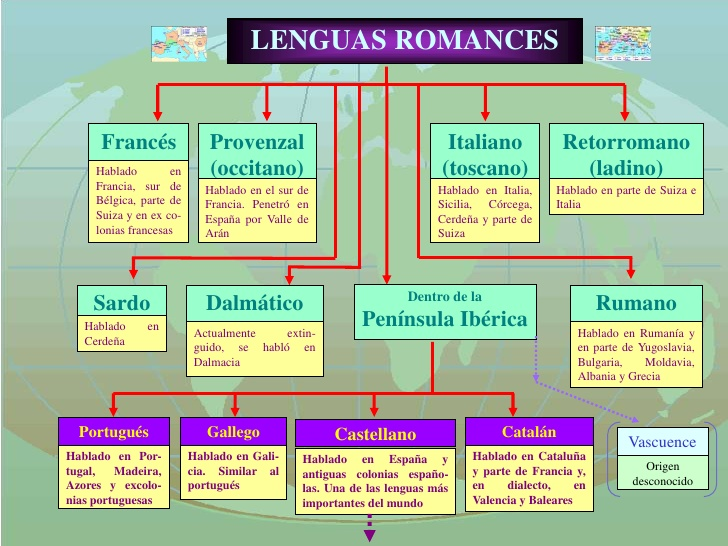 LENGUAS ROMANCES
Francés
Hablado en
Francia, sur de
Bélgica, parte de
Suiza y en ex co-
lonias francesas
Provenzal
(occitano)
Hablado en el sur de
Francia. Penetró en
España por Valle de
Arán
Italiano
(toscano)
Hablado en Italia,
Sicilia, Córcega,
Cerdeña y parte de
Suiza
Retorromano
(ladino)
Hablado en parte de Suiza e
Italia
Sardo
Hablado en
Cerdeña
Dalmático
Actualmente extin-
guido, se habló en
Dalmacia
Dentro de la
Península Ibérica
Rumano
Hablado en Rumanía y
en parte de Yugoslavia,
Bulgaria, Moldavia,
Albania y Grecia
Portugués
Hablado en Por-
tugal, Madeira,
Azores y excolo-
nias portuguesas
Gallego
Hablado en Gali-
cia. Similar al
portugués
Castellano
Hablado en España y
antiguas colonias españo-
las. Una de las lenguas más
importantes del mundo
Catalán
Hablado en Cataluña
y parte de Francia y,
en dialecto, en
Valencia y Baleares
Vascuence
Origen
desconocido